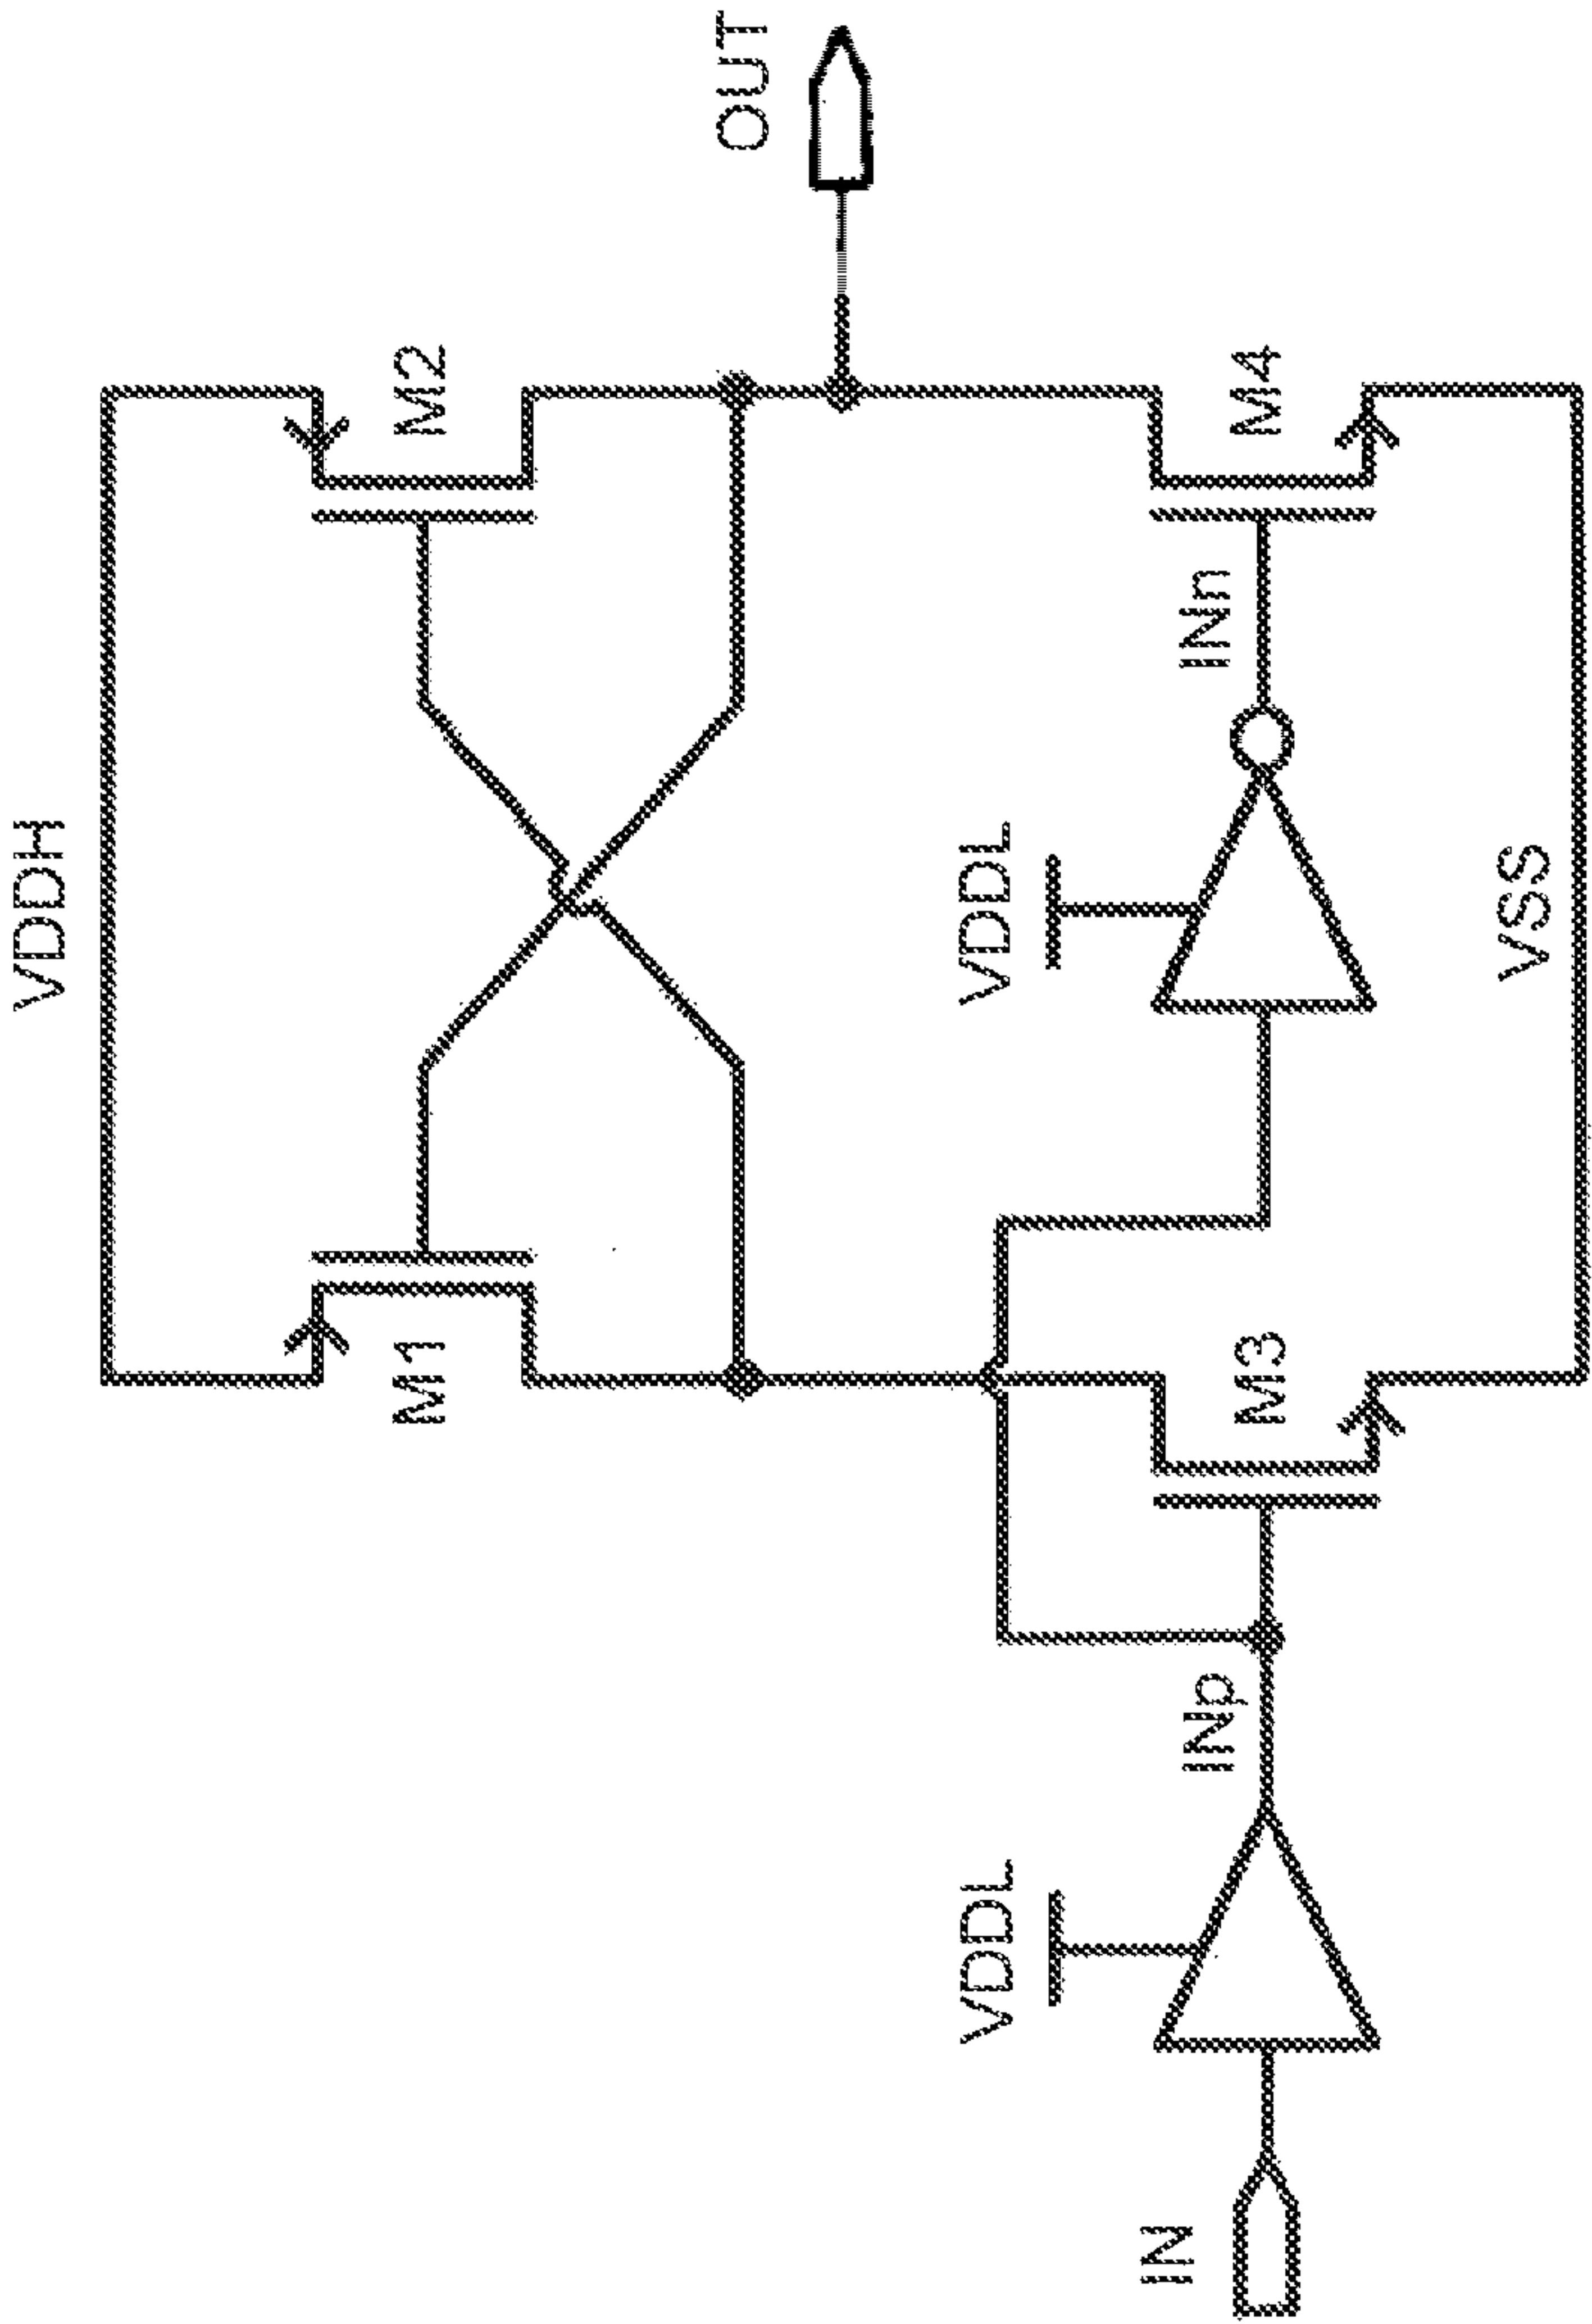 VDDH
M1
M2
OUT
VDDL
VDDL
IN
INp
M3
INn
M4
VSS